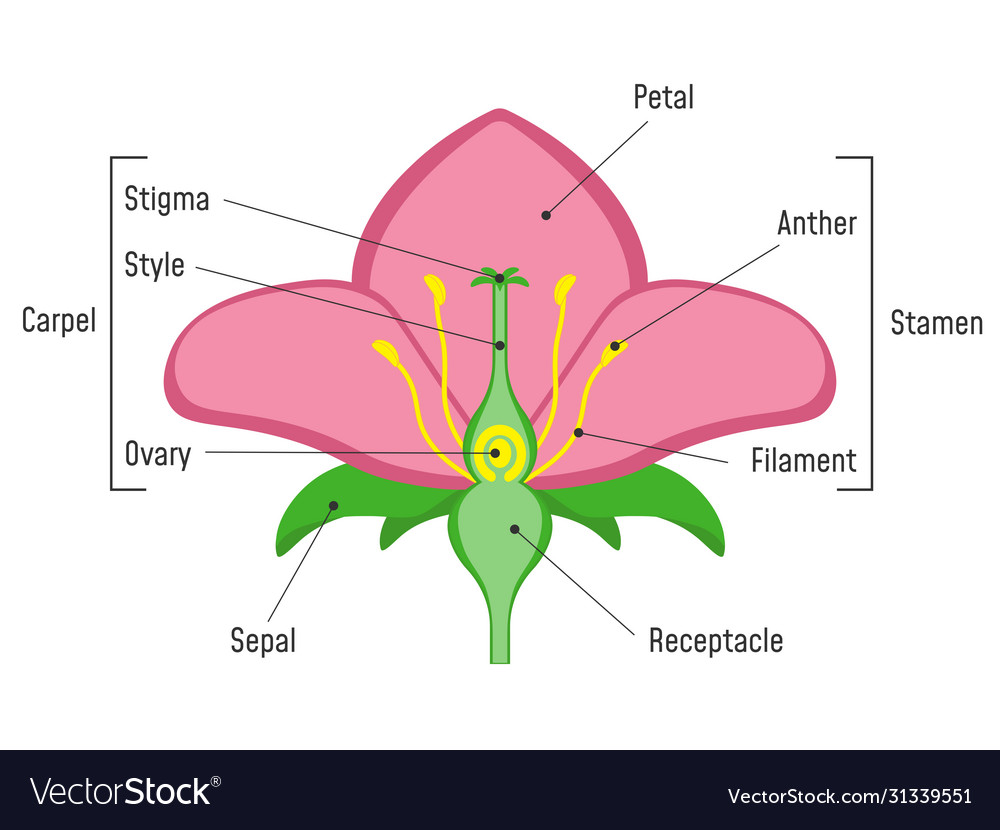 Petal
Stigma
Anther
Style
Carpel
Stamen
Ovary
Filament
Sepal
Receptacle
VectorStock®
VectorStock.com/31339551